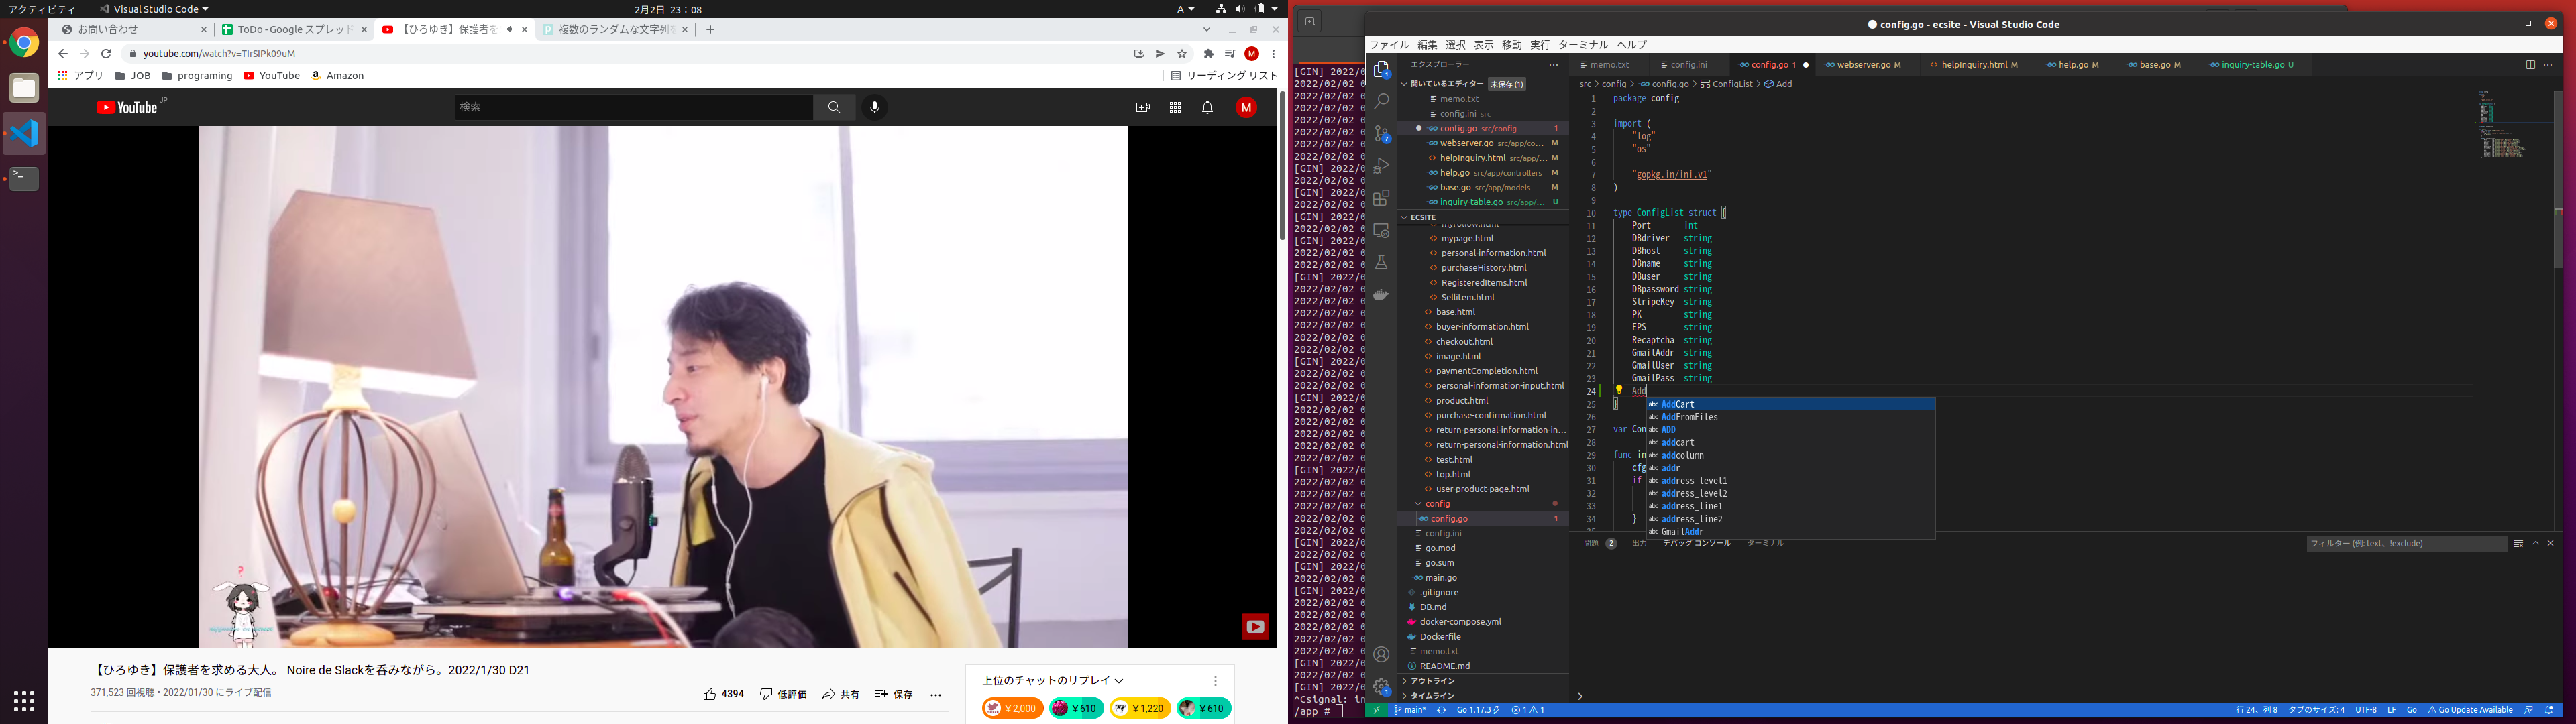 アクティビティ
Visual Studio Code
2月2日 23：08
A
お問い合わせ
ToDo - Google スプレッド
【ひろゆき】保護者を
複数のランダムな文字列を
youtube.com/watch?v=TIrSIPk09uM
アプリ
JOB
programing
YouTube
Amazon
リーディング リスト
YouTube JP
検索
M
【ひろゆき】保護者を求める大人。 Noire de Slackを呑みながら。2022/1/30 D21
371,523 回視聴・2022/01/30 にライブ配信
4394
低評価
共有
保存
上位のチャットのリプレイ
￥2,000
￥610
￥1,220
￥610
[GIN] 2022/0
2022/02/02 0
^Csignal: in
/app #
config.go - ecsite - Visual Studio Code
ファイル 編集 選択 表示 移動 実行 ターミナル ヘルプ
エクスプローラー
開いているエディター 未保存 (1)
memo.txt
config.ini src
config.go src/config 1
webserver.go src/app/co... M
helpInquiry.html src/app/... M
help.go src/app/controllers M
base.go src/app/models M
inquiry-table.go src/app/... U
ECSITE
myfollow.html
mypage.html
personal-information.html
purchaseHistory.html
RegisteredItems.html
Sellitem.html
base.html
buyer-information.html
checkout.html
image.html
paymentCompletion.html
personal-information-input.html
product.html
purchase-confirmation.html
return-personal-information-in...
return-personal-information.html
test.html
top.html
user-product-page.html
config
config.go 1
config.ini
go.mod
go.sum
main.go
.gitignore
DB.md
docker-compose.yml
Dockerfile
memo.txt
README.md
アウトライン
タイムライン
memo.txt
config.ini
config.go 1
webserver.go M
helpInquiry.html M
help.go M
base.go M
inquiry-table.go U
src > config > config.go > ConfigList > Add
1 package config
2
3 import (
4 "log"
5 "os"
6
7 "gopkg.in/ini.v1"
8 )
9
10 type ConfigList struct {
11 Port int
12 DBdriver string
13 DBhost string
14 DBname string
15 DBuser string
16 DBpassword string
17 StripeKey string
18 PK string
19 EPS string
20 Recaptcha string
21 GmailAddr string
22 GmailUser string
23 GmailPass string
24 Add
25 }
26
27 var Con
28
29 func in
30 cfg
31 if
32
33
34 }
abc AddCart
abc AddFromFiles
abc ADD
abc addcart
abc addcolumn
abc addr
abc address_level1
abc address_level2
abc address_line1
abc address_line2
abc GmailAddr
問題 2
出力
デバッグ コンソール
ターミナル
フィルター (例: text、!exclude)
main*
Go 1.17.3
1
1
行 24、列 8
タブのサイズ: 4
UTF-8
LF
Go
Go Update Available